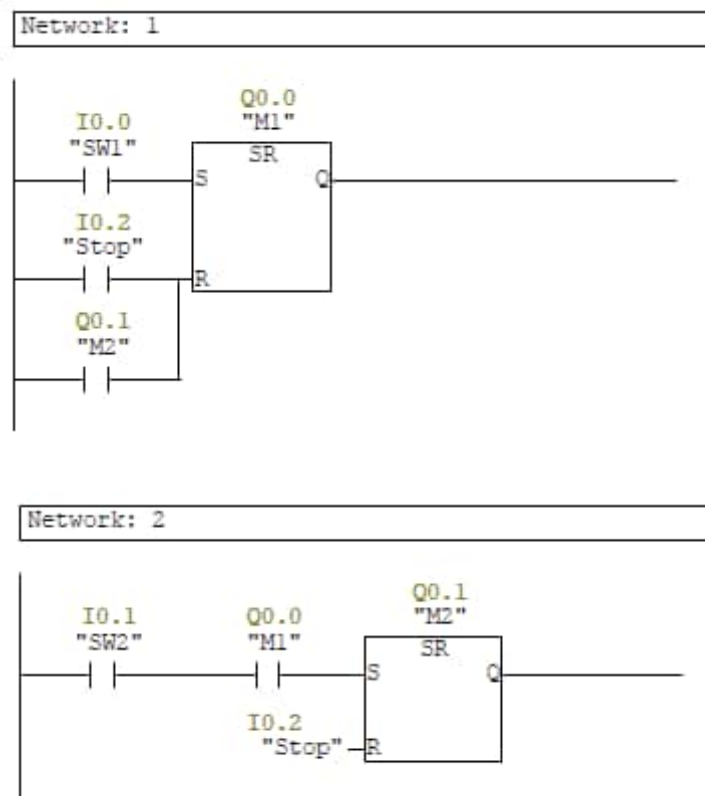 Network: 1
Q0.0
I0.0
"M1"
"SW1"
SR
S
Q
I0.2
"Stop"
R
Q0.1
"M2"
Network: 2
Q0.1
I0.1
Q0.0
"M2"
"SW2"
"M1"
SR
S
Q
I0.2
"Stop"
R